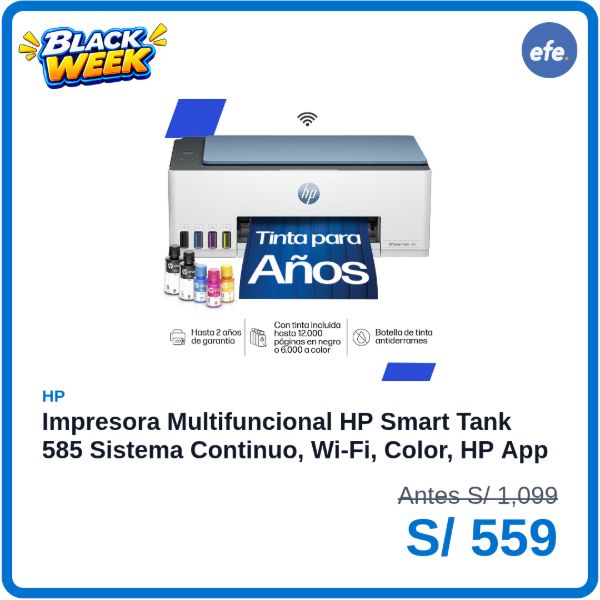 BLACK
WEEK
efe.
hp
Tinta para
Años
Hasta 2 años
de garantía
Con tinta incluida
hasta 12.000
páginas en negro
o 6.000 a color
Botella de tinta
antiderrames
HP
Impresora Multifuncional HP Smart Tank
585 Sistema Continuo, Wi-Fi, Color, HP App
Antes S/ 1,099
S/ 559